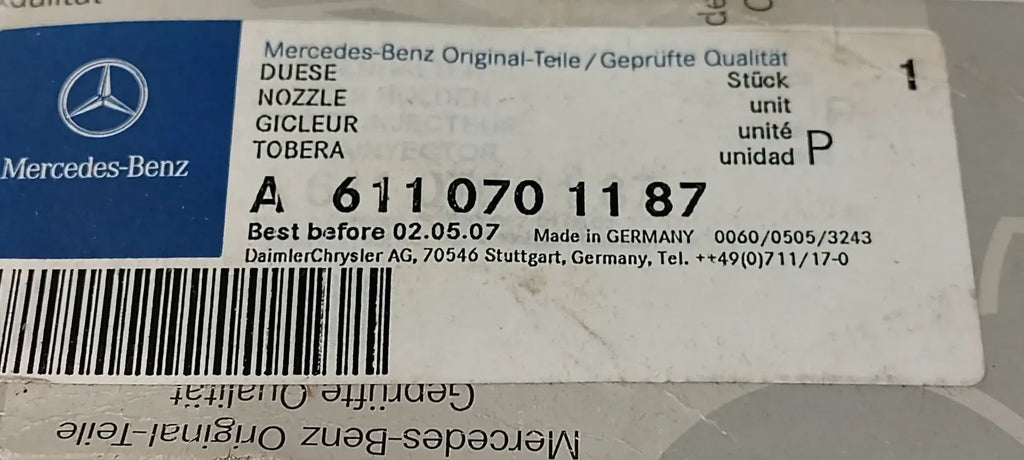 Mercedes-Benz
Mercedes-Benz Original-Teile/Geprüfte Qualität
DUESE Stück 1
NOZZLE unit
GICLEUR unité
TOBERA unidad P
A 611 070 11 87
Best before 02.05.07 Made in GERMANY 0060/0505/3243
DaimlerChrysler AG, 70546 Stuttgart, Germany, Tel. ++49(0)711/17-0
Geprüfte Qualität
Mercedes-Benz Original-Teile